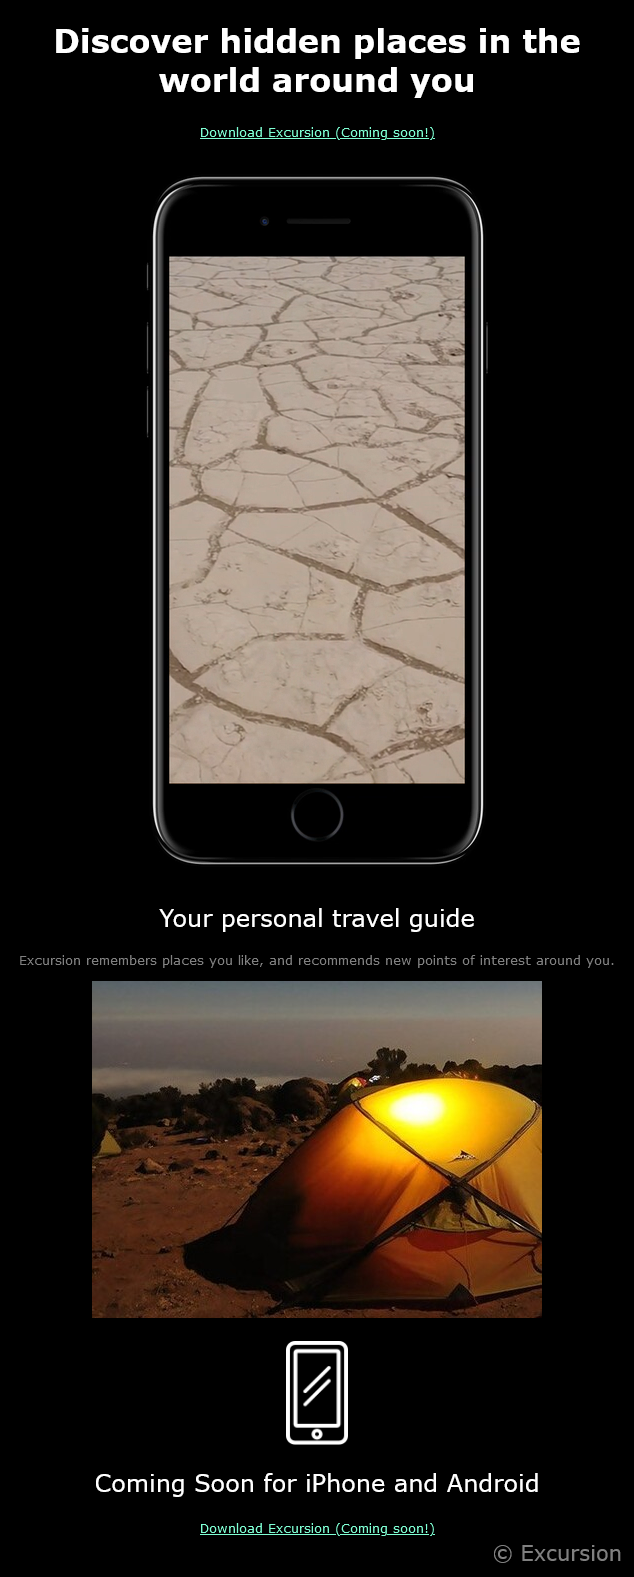 Discover hidden places in the
world around you
Download Excursion (Coming soon!)
Your personal travel guide
Excursion remembers places you like, and recommends new points of interest around you.
Coming Soon for iPhone and Android
Download Excursion (Coming soon!)
© Excursion